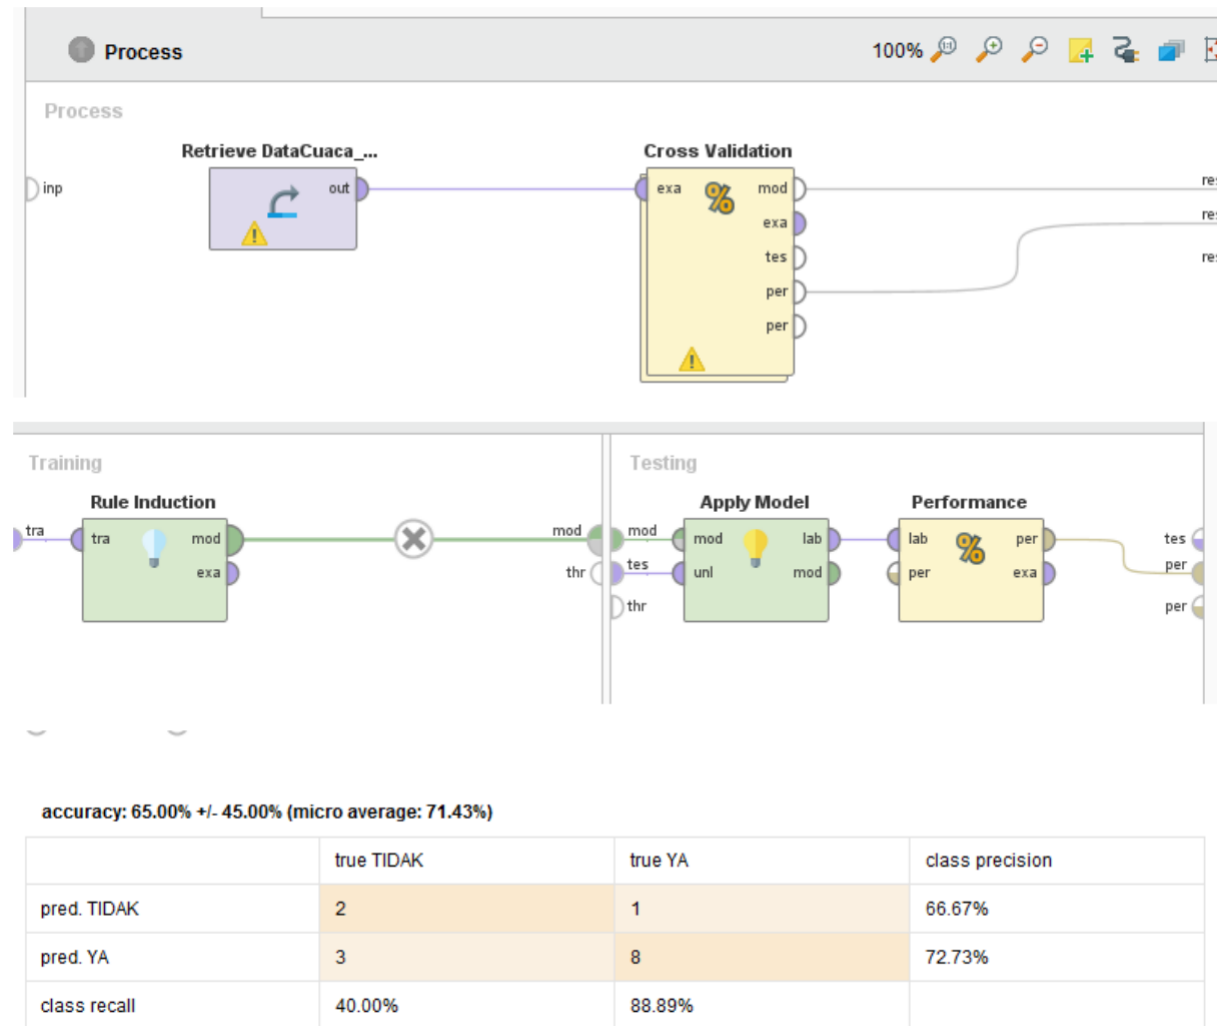 Process
100%
Process
Retrieve DataCuaca_...
Cross Validation
inp
out
exa
mod
exa
tes
per
per
res
res
Training
Testing
Rule Induction
Apply Model
Performance
tra
tra
mod
exa
mod
thr
mod
tes
thr
mod
unl
lab
mod
lab
per
per
exa
tes
per
per
accuracy: 65.00% +/- 45.00% (micro average: 71.43%)
true TIDAK true YA class precision
pred. TIDAK 2 1 66.67%
pred. YA 3 8 72.73%
class recall 40.00% 88.89%